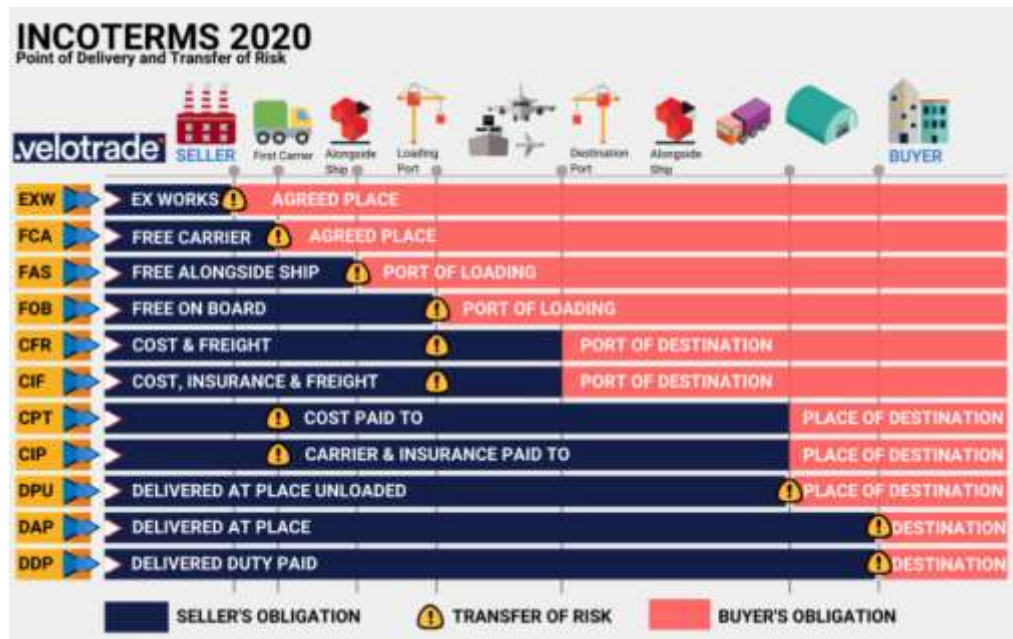 INCOTERMS 2020
Point of Delivery and Transfer of Risk
.velotrade
SELLER
First Carrier
Alongside
Ship
Loading
Port
Destination
Port
Alongside
Ship
BUYER
EXW EX WORKS AGREED PLACE
FCA FREE CARRIER AGREED PLACE
FAS FREE ALONGSIDE SHIP PORT OF LOADING
FOB FREE ON BOARD PORT OF LOADING
CFR COST & FREIGHT PORT OF DESTINATION
CIF COST, INSURANCE & FREIGHT PORT OF DESTINATION
CPT COST PAID TO PLACE OF DESTINATION
CIP CARRIER & INSURANCE PAID TO PLACE OF DESTINATION
DPU DELIVERED AT PLACE UNLOADED PLACE OF DESTINATION
DAP DELIVERED AT PLACE DESTINATION
DDP DELIVERED DUTY PAID DESTINATION
SELLER'S OBLIGATION TRANSFER OF RISK BUYER'S OBLIGATION